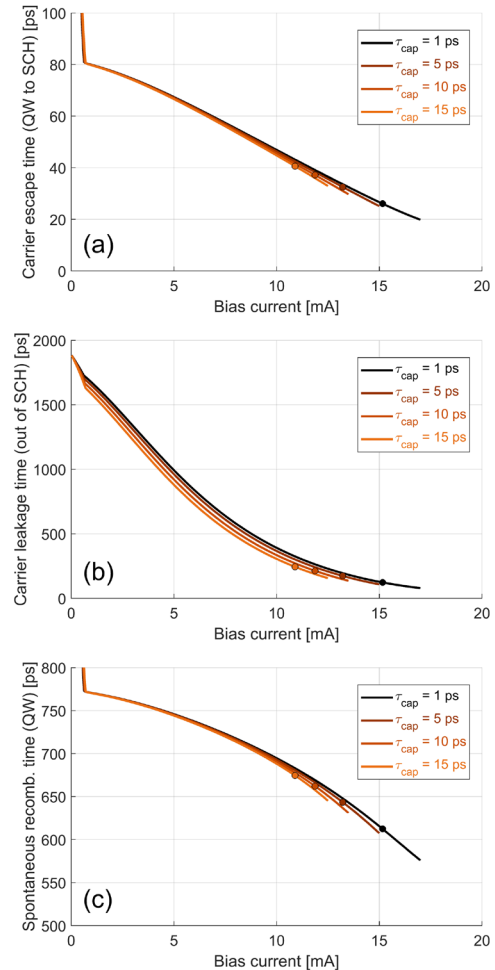 100
80
60
40
20
0
Carrier escape time (QW to SCH) [ps]
τcap = 1 ps
τcap = 5 ps
τcap = 10 ps
τcap = 15 ps
(a)
0 5 10 15 20
Bias current [mA]
2000
1500
1000
500
0
Carrier leakage time (out of SCH) [ps]
τcap = 1 ps
τcap = 5 ps
τcap = 10 ps
τcap = 15 ps
(b)
0 5 10 15 20
Bias current [mA]
800
750
700
650
600
550
500
Spontaneous recomb. time (QW) [ps]
τcap = 1 ps
τcap = 5 ps
τcap = 10 ps
τcap = 15 ps
(c)
0 5 10 15 20
Bias current [mA]